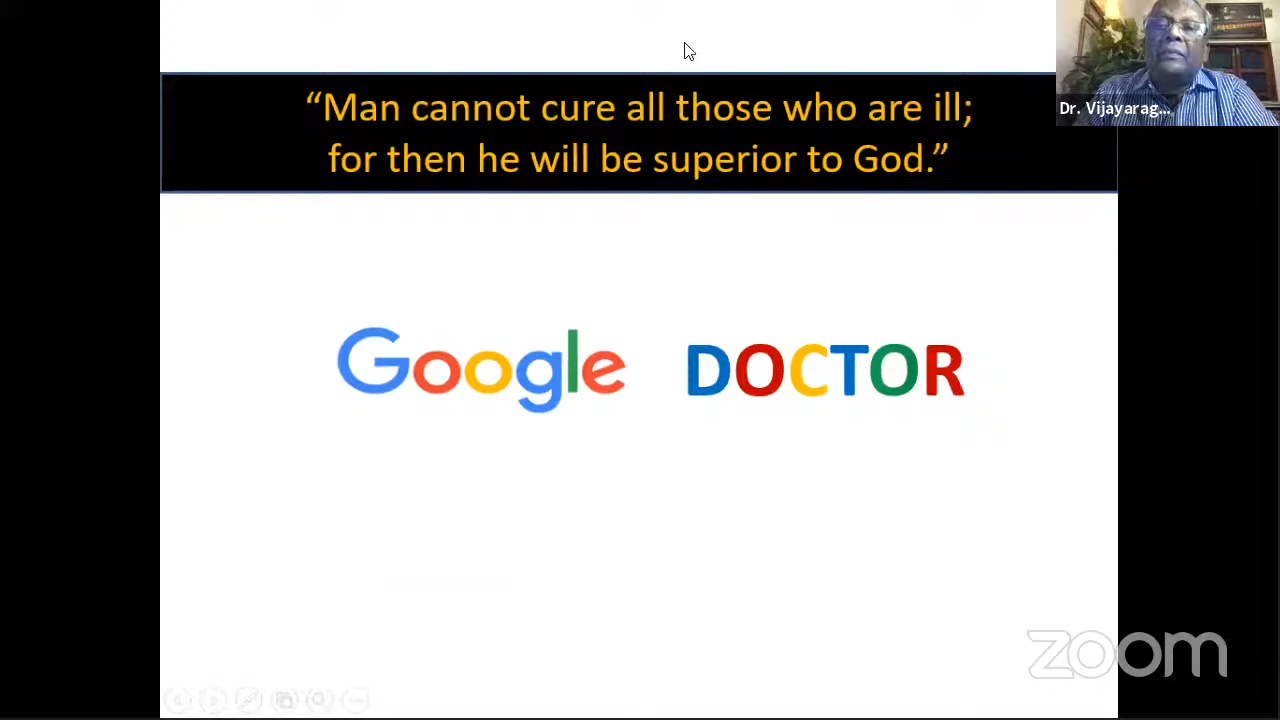 “Man cannot cure all those who are ill;
for then he will be superior to God.”
Dr. Vijayarag...
Google DOCTOR
zoom